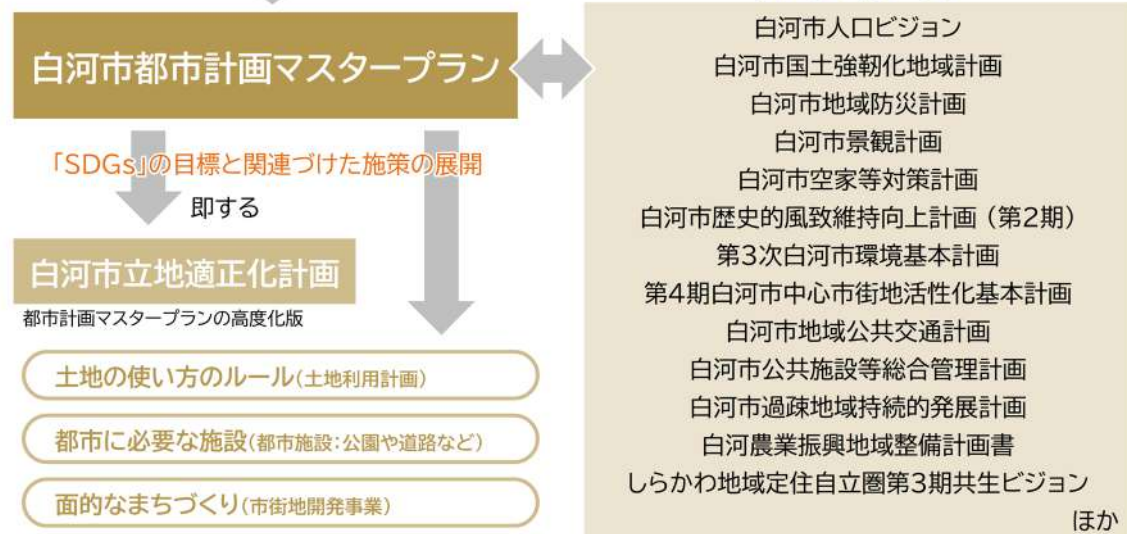 白河市都市計画マスタープラン
「SDGs」の目標と関連づけた施策の展開
即する
白河市立地適正化計画
都市計画マスタープランの高度化版
土地の使い方のルール(土地利用計画)
都市に必要な施設(都市施設:公園や道路など)
面的なまちづくり(市街地開発事業)
白河市人口ビジョン
白河市国土強靭化地域計画
白河市地域防災計画
白河市景観計画
白河市空家等対策計画
白河市歴史的風致維持向上計画(第2期)
第3次白河市環境基本計画
第4期白河市中心市街地活性化基本計画
白河市地域公共交通計画
白河市公共施設等総合管理計画
白河市過疎地域持続的発展計画
白河農業振興地域整備計画書
しらかわ地域定住自立圏第3期共生ビジョン
ほか